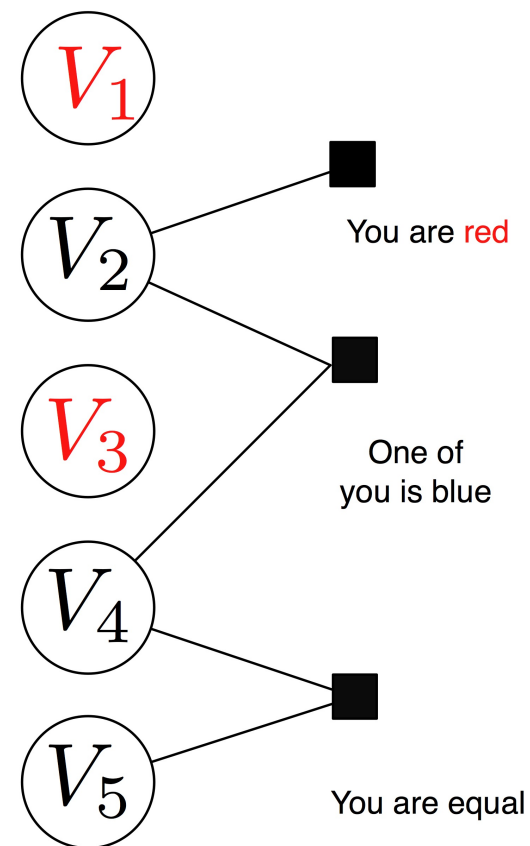 V₁
V₂
You are red
V₃
One of
you is blue
V₄
V₅
You are equal